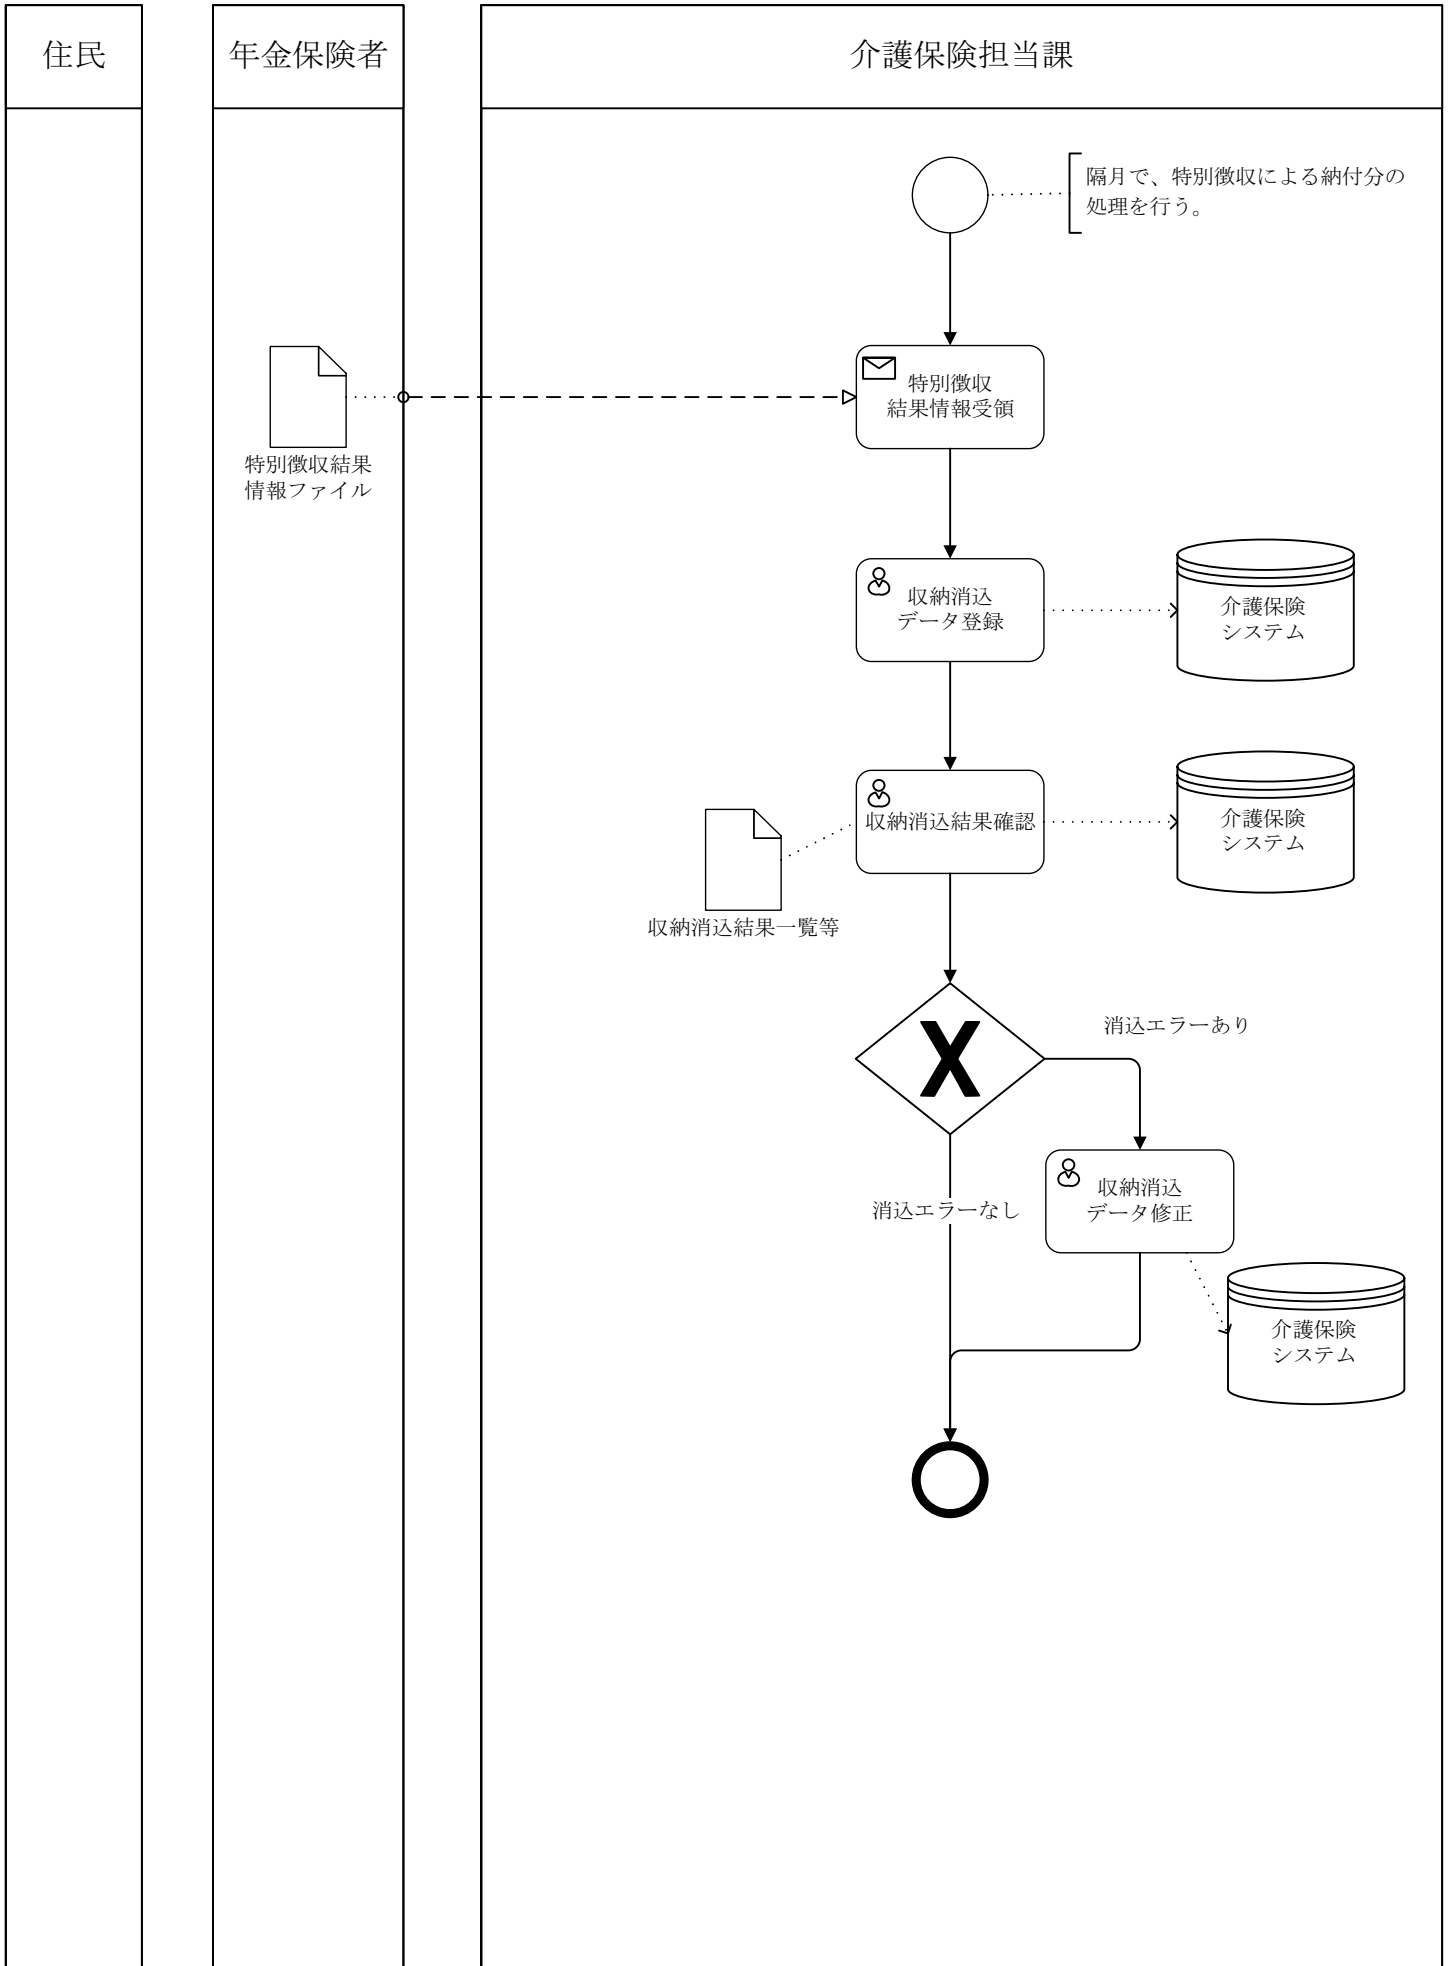 住民
年金保険者
介護保険担当課
隔月で、特別徴収による納付分の
処理を行う。
特別徴収
結果情報受領
特別徴収結果
情報ファイル
収納消込
データ登録
介護保険
システム
収納消込結果確認
介護保険
システム
収納消込結果一覧等
消込エラーあり
X
収納消込
データ修正
消込エラーなし
介護保険
システム